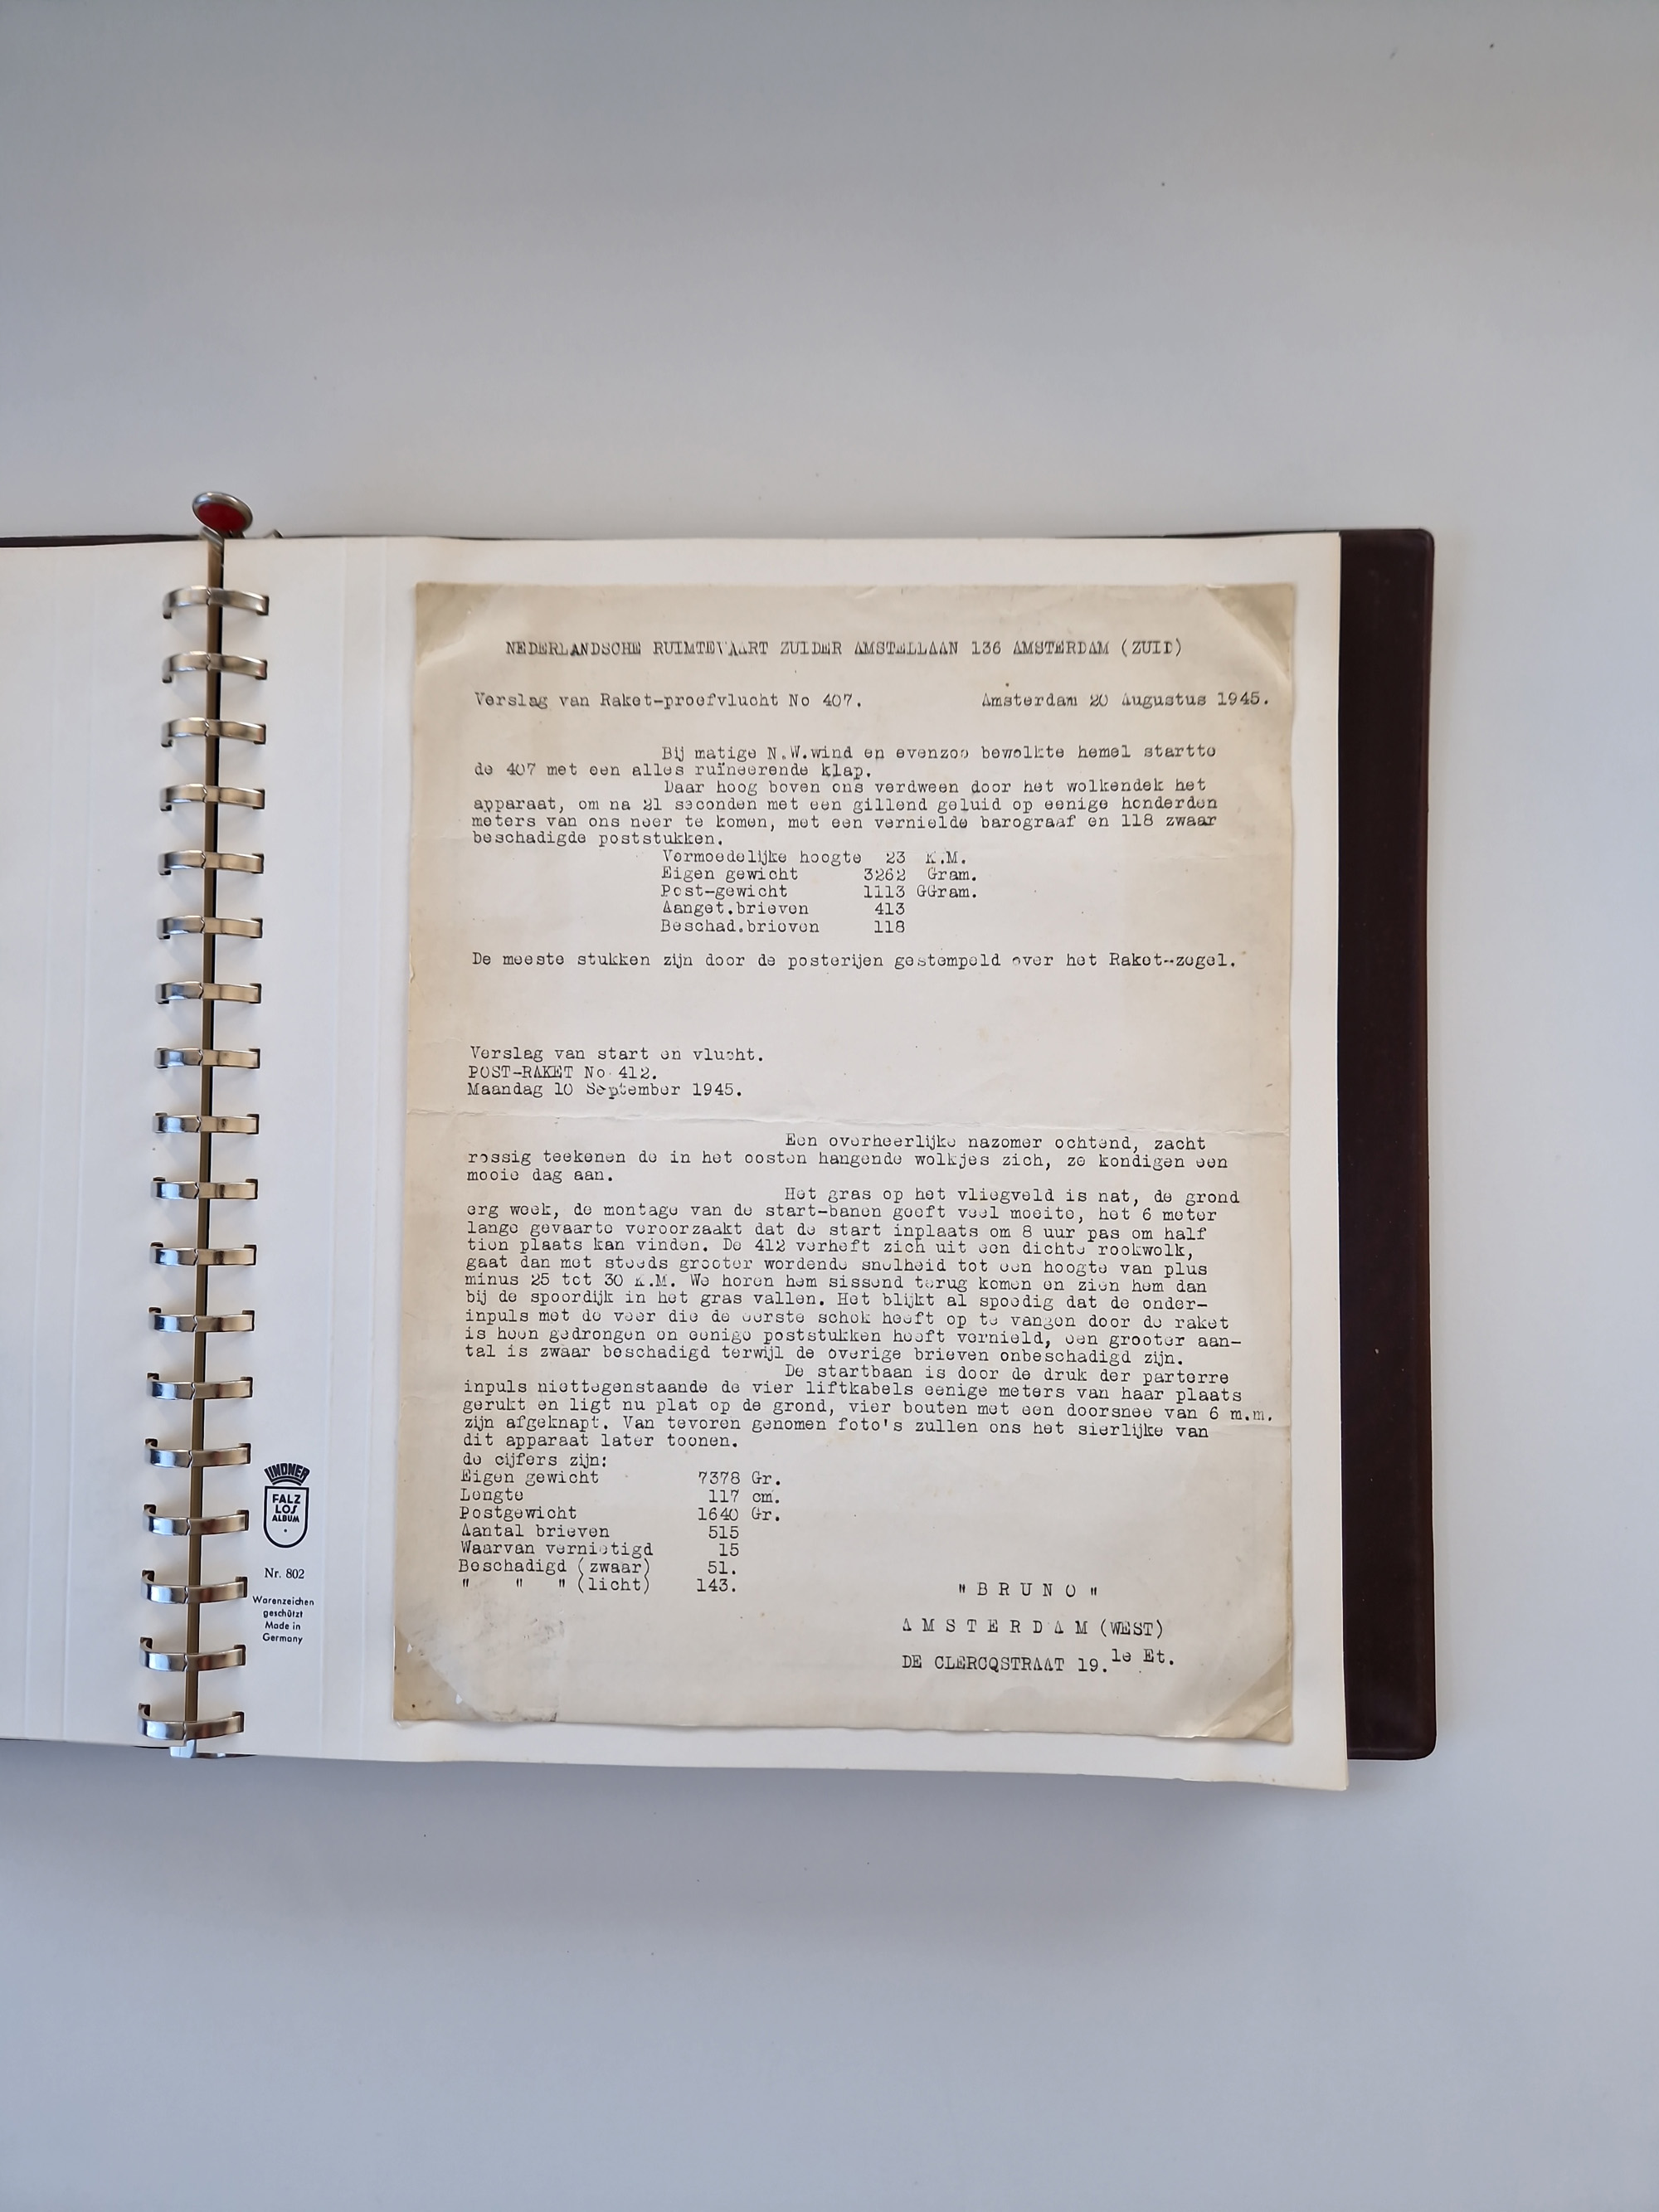 NEDERLANDSCHE RUIMTEVAART ZUIDER AMSTELLAAN 136 AMSTERDAM (ZUID)
Verslag van Raket-proefvlucht No 407. Amsterdam 20 Augustus 1945.
Bij matige N.W.wind en evenzoo bewolkte hemel startte
de 407 met een alles ruïneerende klap.
Daar hoog boven ons verdween door het wolkendek het
apparaat, om na 21 seconden met een gillend geluid op eenige honderden
meters van ons neer te komen, met een vernielde barograaf en 118 zwaar
beschadigde poststukken.
Vermoedelijke hoogte 23 K.M.
Eigen gewicht 3262 Gram.
Post-gewicht 1113 GGram.
Aanget.brieven 413
Beschad.brieven 118
De meeste stukken zijn door de posterijen gestempeld over het Raket-zegel.
Verslag van start en vlucht.
POST-RAKET No 412.
Maandag 10 September 1945.
Een overheerlijke nazomer ochtend, zacht
rossig teekenen de in het oosten hangende wolkjes zich, ze kondigen een
mooie dag aan.
Het gras op het vliegveld is nat, de grond
erg week, de montage van de start-banen geeft veel moeite, het 6 meter
lange gevaarte veroorzaakt dat de start inplaats om 8 uur pas om half
tien plaats kan vinden. De 412 verheft zich uit een dichte rookwolk,
gaat dan met steeds grooter wordende snelheid tot een hoogte van plus
minus 25 tot 30 K.M. We horen hem sissend terug komen en zien hem dan
bij de spoordijk in het gras vallen. Het blijkt al spoedig dat de onder-
inpuls met de veer die de eerste schok heeft op te vangen door de raket
is heen gedrongen en eenige poststukken heeft vernield, een grooter aan-
tal is zwaar beschadigd terwijl de overige brieven onbeschadigd zijn.
De startbaan is door de druk der parterre
inpuls niettegenstaande de vier liftkabels eenige meters van haar plaats
gerukt en ligt nu plat op de grond, vier bouten met een doorsnee van 6 m.m.
zijn afgeknapt. Van tevoren genomen foto's zullen ons het sierlijke van
dit apparaat later toonen.
de cijfers zijn:
Eigen gewicht 7378 Gr.
Lengte 117 cm.
Postgewicht 1640 Gr.
Aantal brieven 515
Waarvan vernietigd 15
Beschadigd (zwaar) 51.
" " " (licht) 143.
" B R U N O "
A M S T E R D A M (WEST)
DE CLERCQSTRAAT 19. 1e Et.
LINDNER
FALZ
LOS
ALBUM
Nr. 802
Warenzeichen
geschützt
Made in
Germany